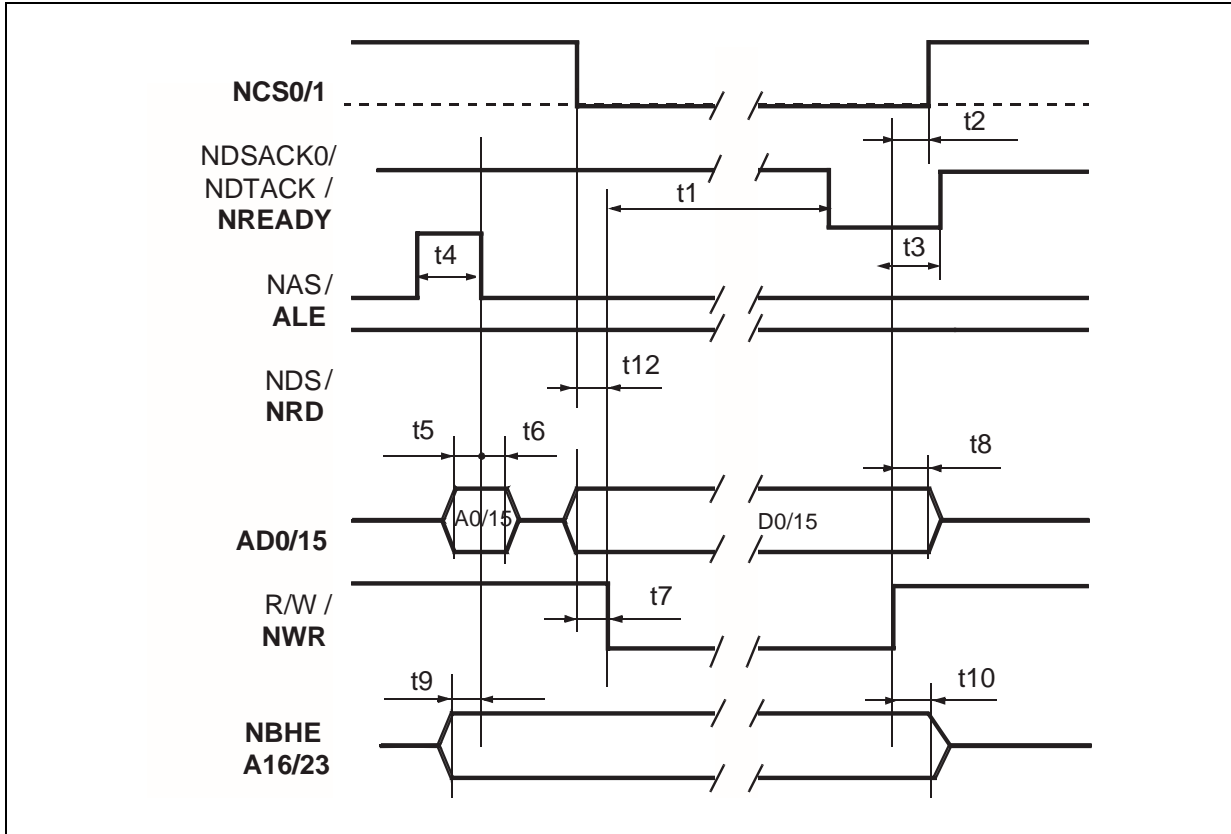 NCS0/1
t2
NDSACK0/
NDTACK /
NREADY
t1
t3
t4
NAS/
ALE
t12
NDS/
NRD
t5
t6
t8
A0/15
D0/15
AD0/15
R/W /
NWR
t7
t9
t10
NBHE
A16/23